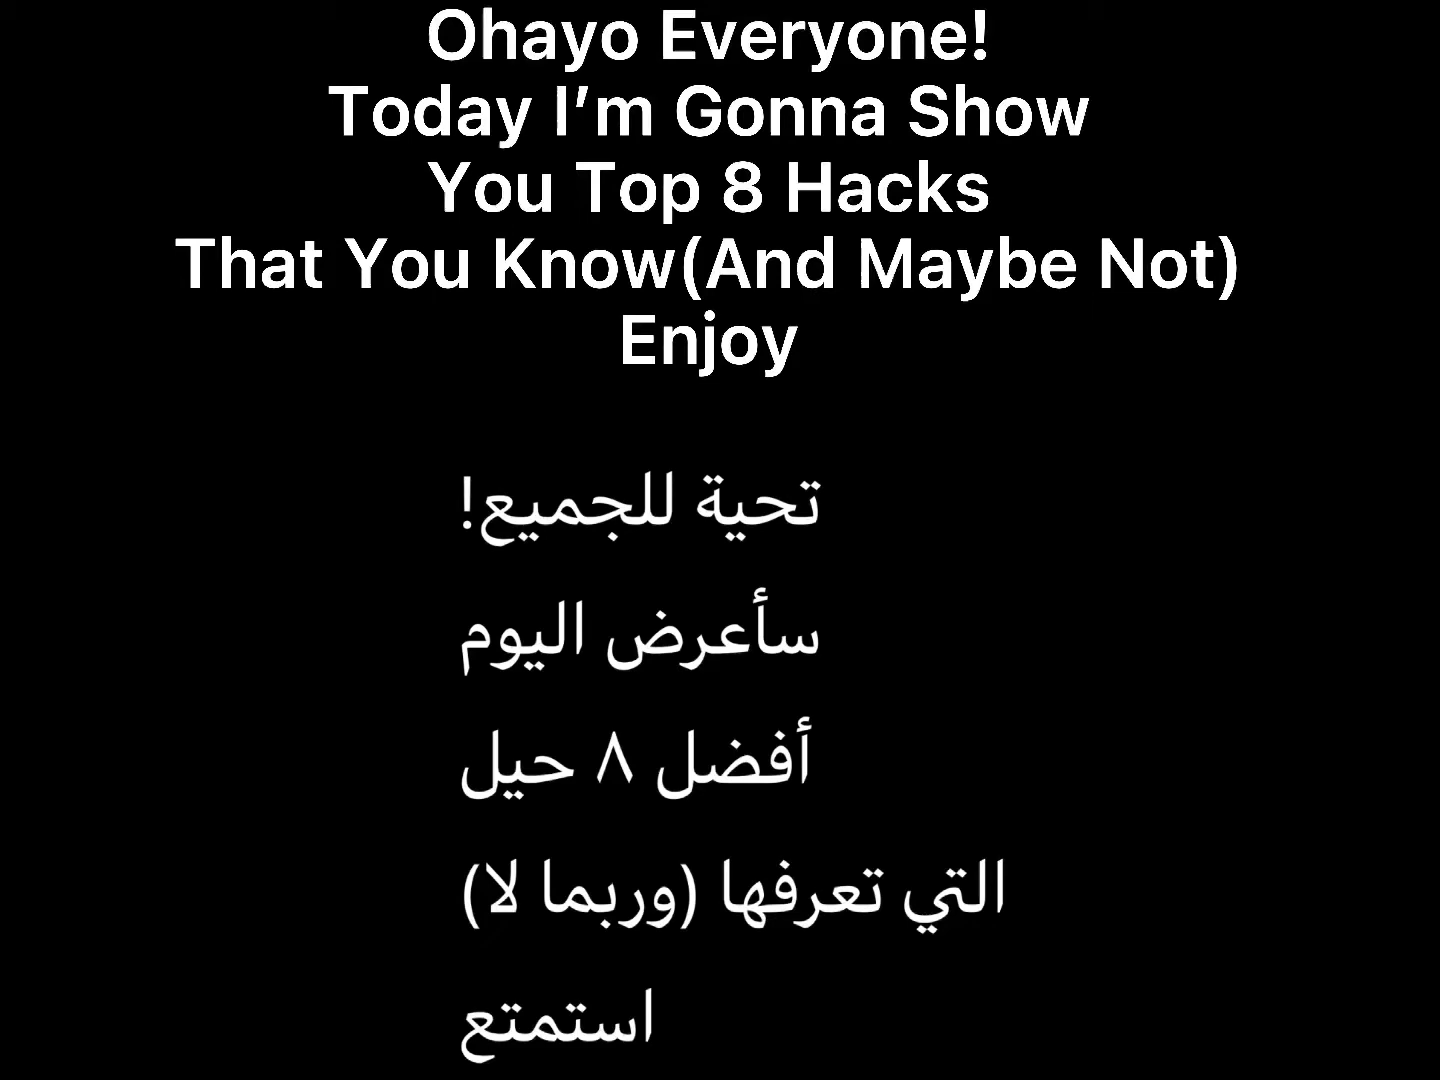 Ohayo Everyone!
Today I’m Gonna Show
You Top 8 Hacks
That You Know(And Maybe Not)
Enjoy
تحية للجميع!
سأعرض اليوم
أفضل ٨ حيل
التي تعرفها (وربما لا)
استمتع